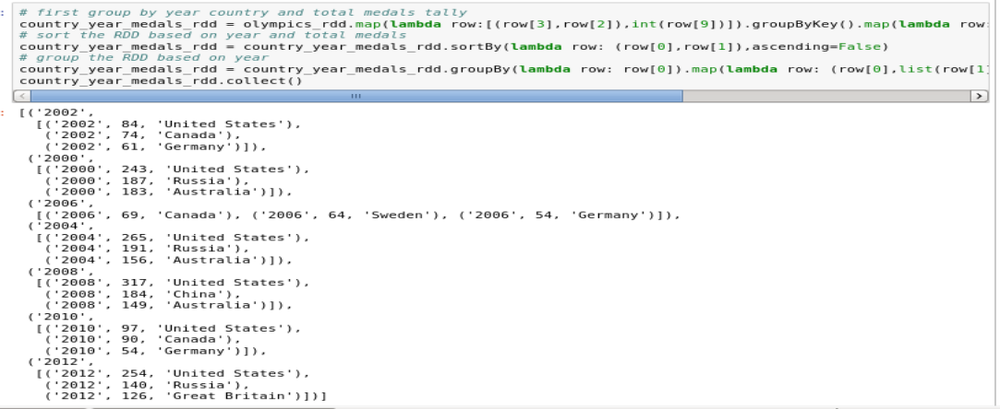 # first group by year country and total medals tally
country_year_medals_rdd = olympics_rdd.map(lambda row:[(row[3],row[2]),int(row[9])]).groupByKey().map(lambda row:
# sort the RDD based on year and total medals
country_year_medals_rdd = country_year_medals_rdd.sortBy(lambda row: (row[0],row[1]),ascending=False)
# group the RDD based on year
country_year_medals_rdd = country_year_medals_rdd.groupBy(lambda row: row[0]).map(lambda row: (row[0],list(row[1]
country_year_medals_rdd.collect()
[('2002',
[('2002', 84, 'United States'),
('2002', 74, 'Canada'),
('2002', 61, 'Germany')]),
('2000',
[('2000', 243, 'United States'),
('2000', 187, 'Russia'),
('2000', 183, 'Australia')]),
('2006',
[('2006', 69, 'Canada'), ('2006', 64, 'Sweden'), ('2006', 54, 'Germany')]),
('2004',
[('2004', 265, 'United States'),
('2004', 191, 'Russia'),
('2004', 156, 'Australia')]),
('2008',
[('2008', 317, 'United States'),
('2008', 184, 'China'),
('2008', 149, 'Australia')]),
('2010',
[('2010', 97, 'United States'),
('2010', 90, 'Canada'),
('2010', 54, 'Germany')]),
('2012',
[('2012', 254, 'United States'),
('2012', 140, 'Russia'),
('2012', 126, 'Great Britain')])]